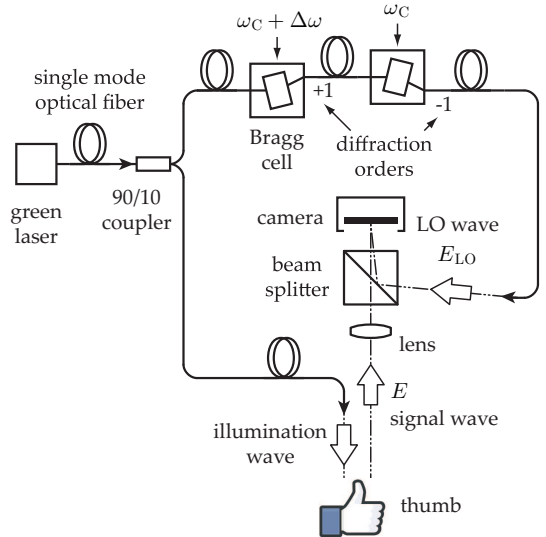 ω_C + Δω
ω_C
single mode
optical fiber
+1
-1
Bragg
cell
diffraction
orders
green
laser
90/10
coupler
camera
LO wave
E_LO
beam
splitter
lens
E
signal wave
illumination
wave
thumb